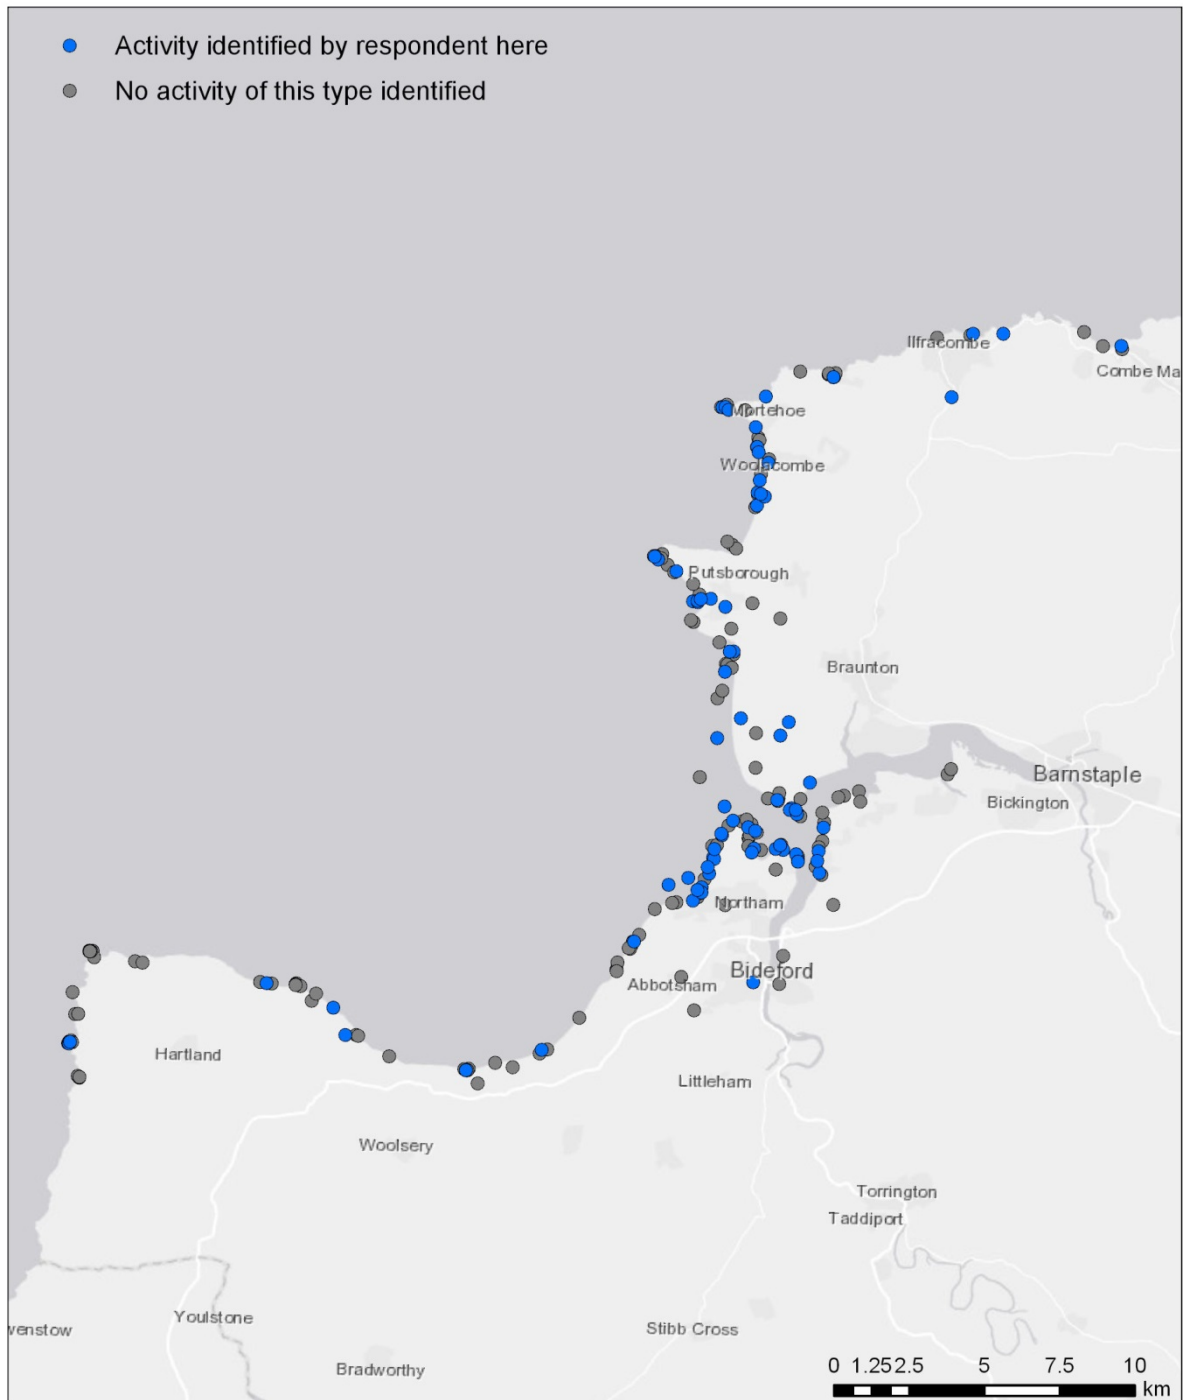 Activity identified by respondent here
No activity of this type identified
Ilfracombe
Combe Ma
Mortehoe
Woolacombe
Putsborough
Braunton
Barnstaple
Bickington
Northam
Bideford
Abbotsham
Hartland
Littleham
Woolsery
Torrington
Taddiport
Youlstone
wenstow
Stibb Cross
Bradworthy
0 1.25 2.5 5 7.5 10
km